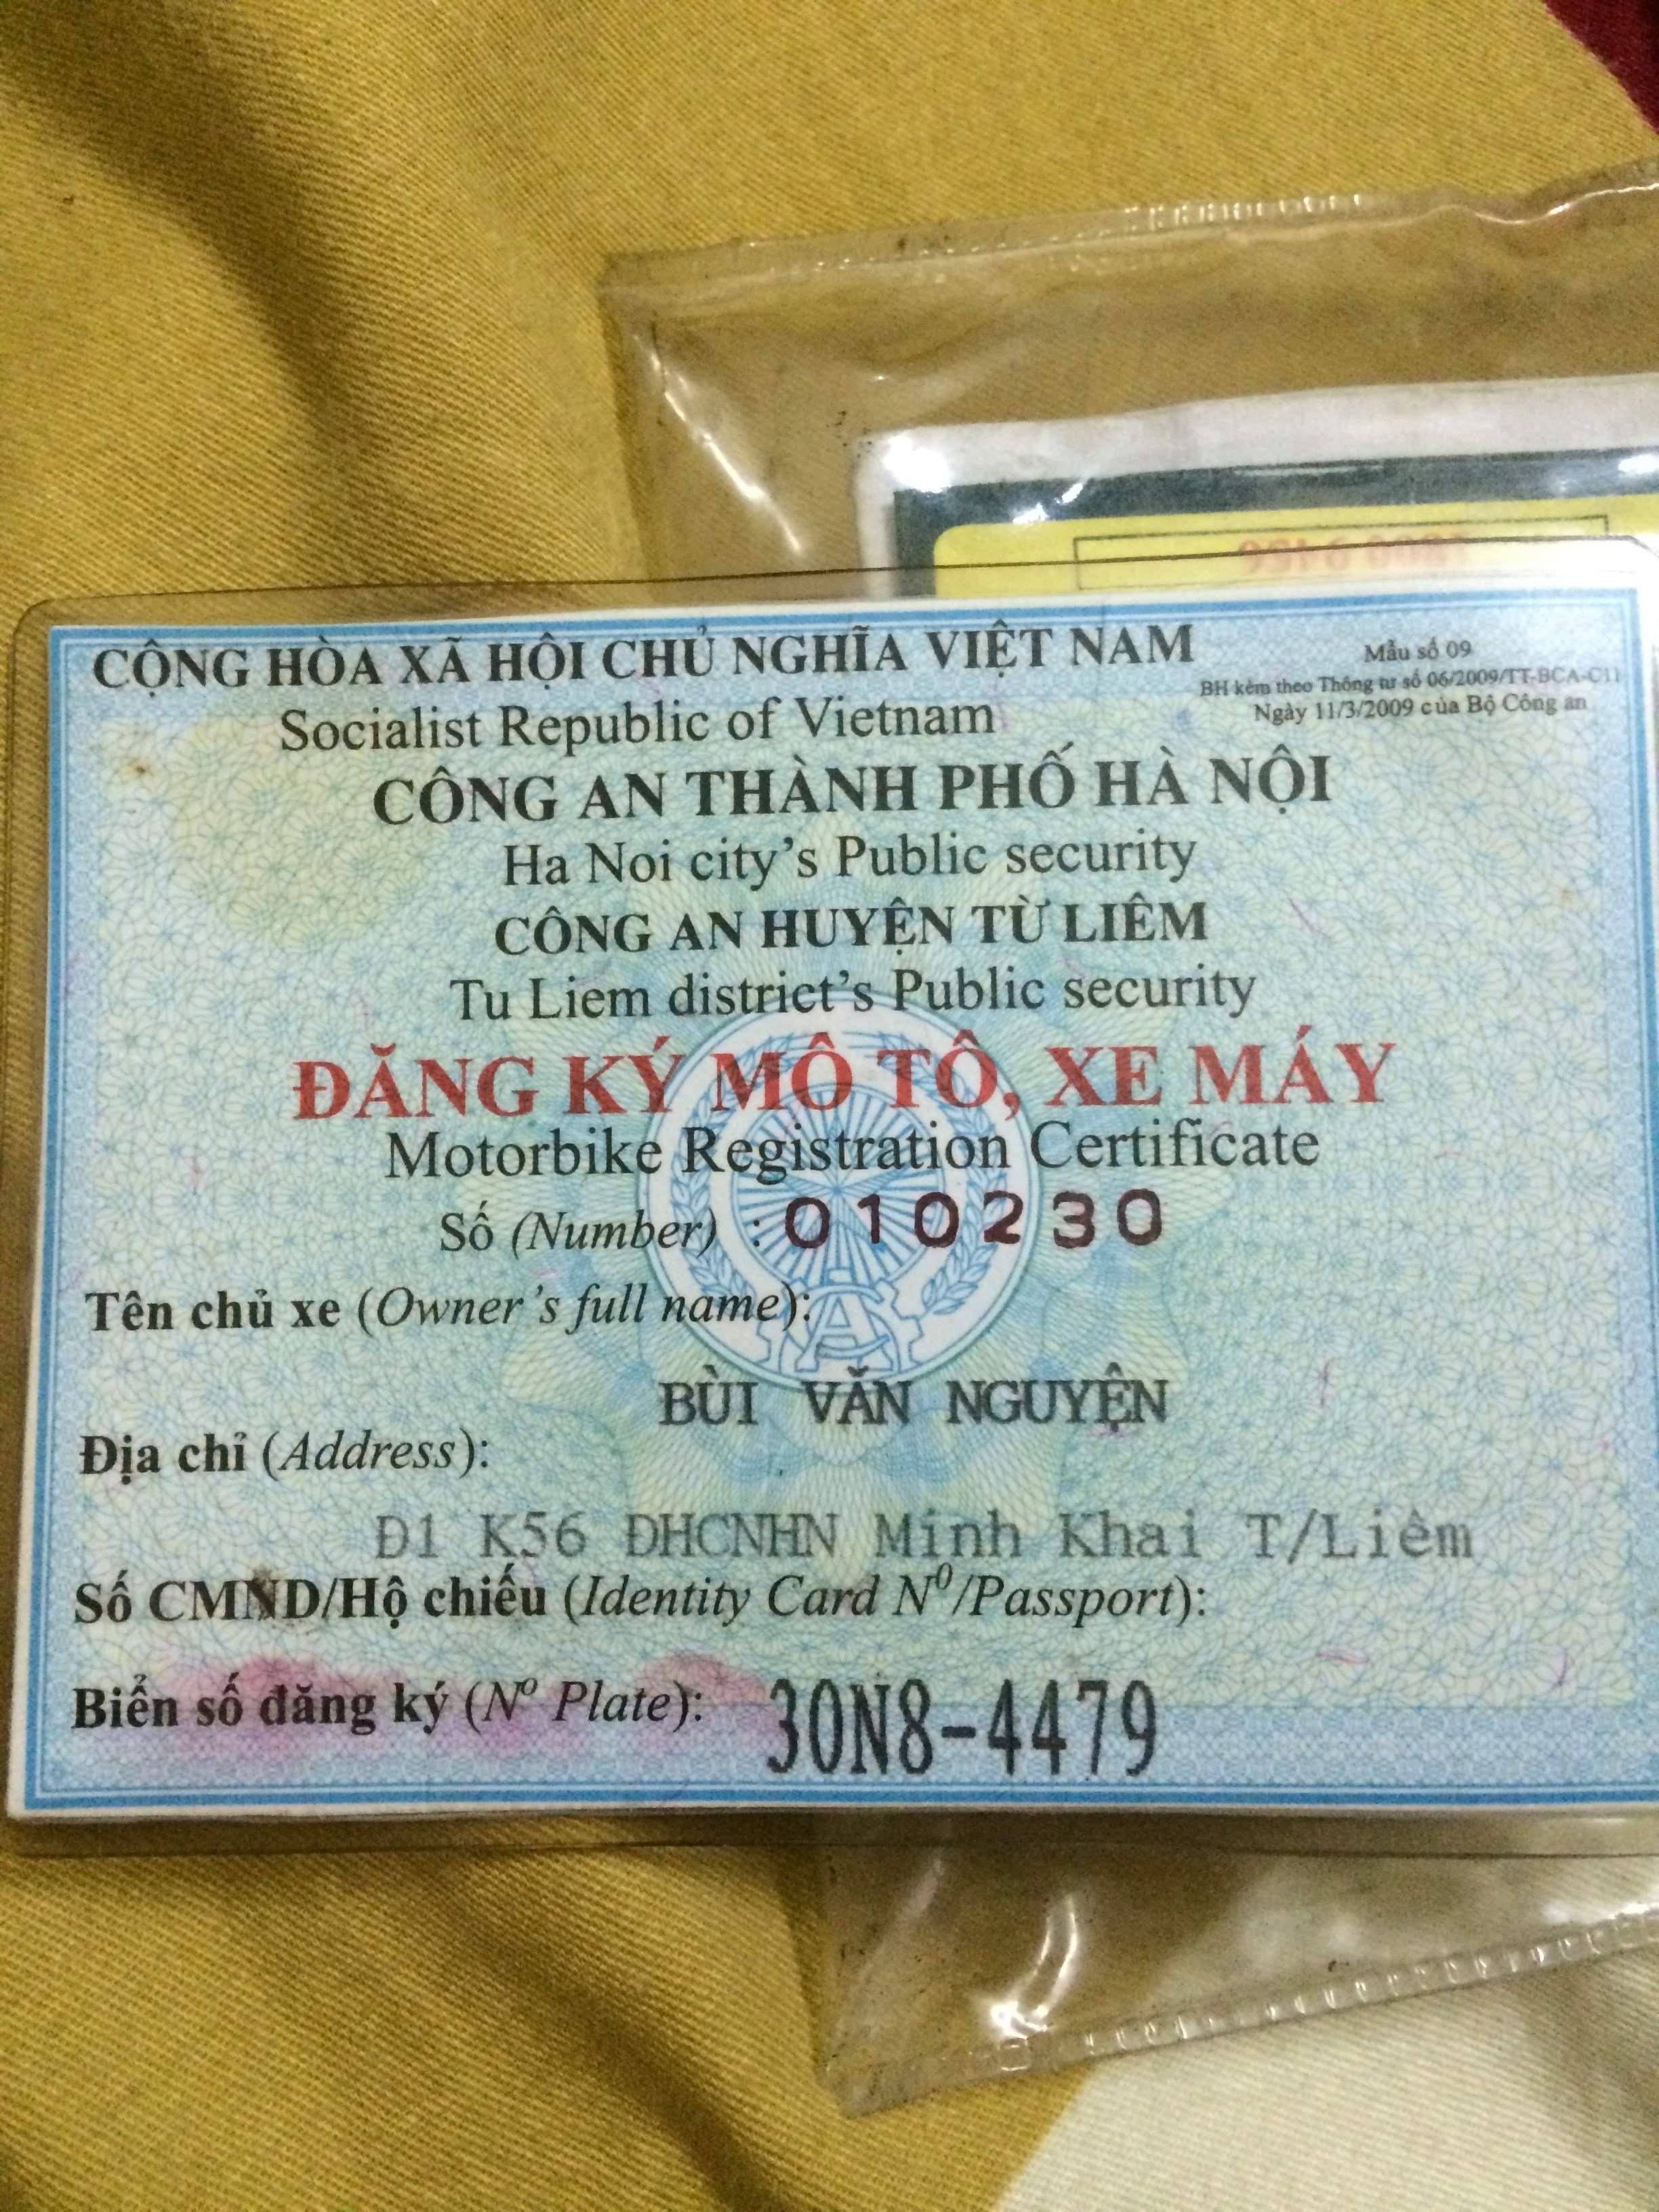 CỘNG HÒA XÃ HỘI CHỦ NGHĨA VIỆT NAM
Socialist Republic of Vietnam
Mẫu số 09
BH kèm theo Thông tư số 06/2009/TT-BCA-C11
Ngày 11/3/2009 của Bộ Công an
CÔNG AN THÀNH PHỐ HÀ NỘI
Ha Noi city's Public security
CÔNG AN HUYỆN TỪ LIÊM
Tu Liem district's Public security
ĐĂNG KÝ MÔ TÔ, XE MÁY
Motorbike Registration Certificate
Số (Number) : 010230
Tên chủ xe (Owner's full name):
BÙI VĂN NGUYỆN
Địa chỉ (Address):
Đ1 K56 ĐHCNHN Minh Khai T/Liêm
Số CMND/Hộ chiếu (Identity Card Nº/Passport):
Biển số đăng ký (Nº Plate): 30N8-4479